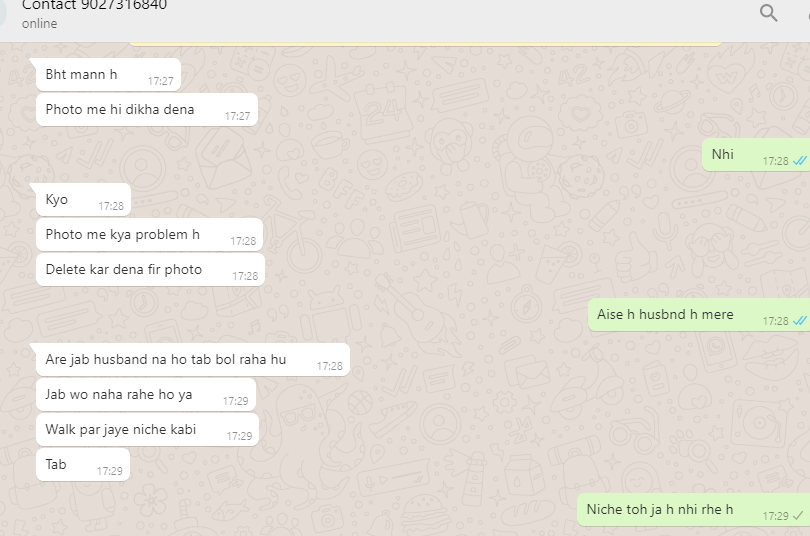 Contact 9027316840
online
Bht mann h 17:27
Photo me hi dikha dena 17:27
Nhi 17:28
Kyo 17:28
Photo me kya problem h 17:28
Delete kar dena fir photo 17:28
Aise h husbnd h mere 17:28
Are jab husband na ho tab bol raha hu 17:28
Jab wo naha rahe ho ya 17:29
Walk par jaye niche kabi 17:29
Tab 17:29
Niche toh ja h nhi rhe h 17:29